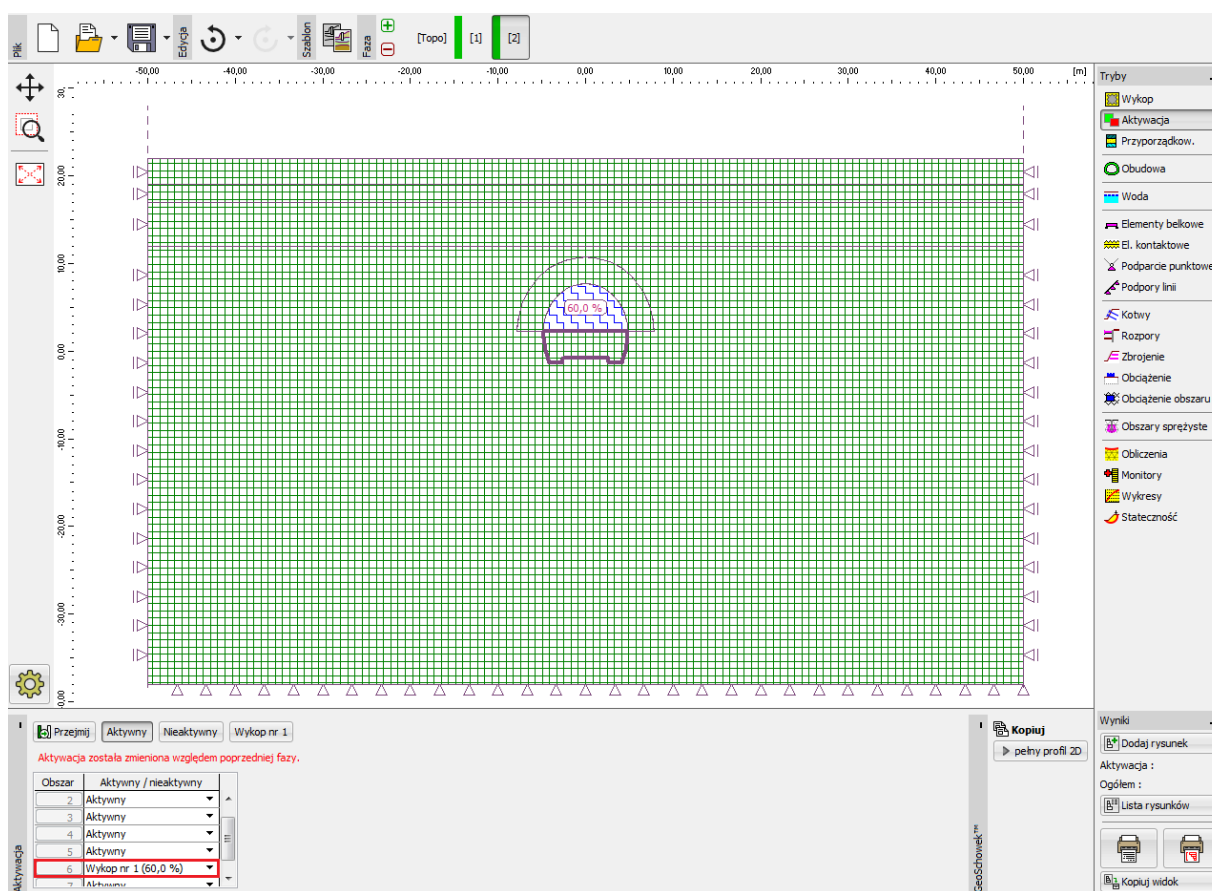 Plik
Edycja
Szablon
Faza
[Topo]
[1]
[2]
-50,00 -40,00 -30,00 -20,00 -10,00 0,00 10,00 20,00 30,00 40,00 50,00 [m]
30,
20,00
10,00
0,00
-10,00
-20,00
-30,00
0,00
60,0 %
Tryby
Wykop
Aktywacja
Przyporządkow.
Obudowa
Woda
Elementy belkowe
El. kontaktowe
Podparcie punktowe
Podpory linii
Kotwy
Rozpory
Zbrojenie
Obciążenie
Obciążenie obszaru
Obszary sprężyste
Obliczenia
Monitory
Wykresy
Stateczność
Aktywacja
Przejmij
Aktywny
Nieaktywny
Wykop nr 1
Aktywacja została zmieniona względem poprzedniej fazy.
Obszar Aktywny / nieaktywny
2 Aktywny
3 Aktywny
4 Aktywny
5 Aktywny
6 Wykop nr 1 (60,0 %)
7 Aktywny
GeoSchowek™
Kopiuj
pełny profil 2D
Wyniki
Dodaj rysunek
Aktywacja :
Ogółem :
Lista rysunków
Kopiuj widok